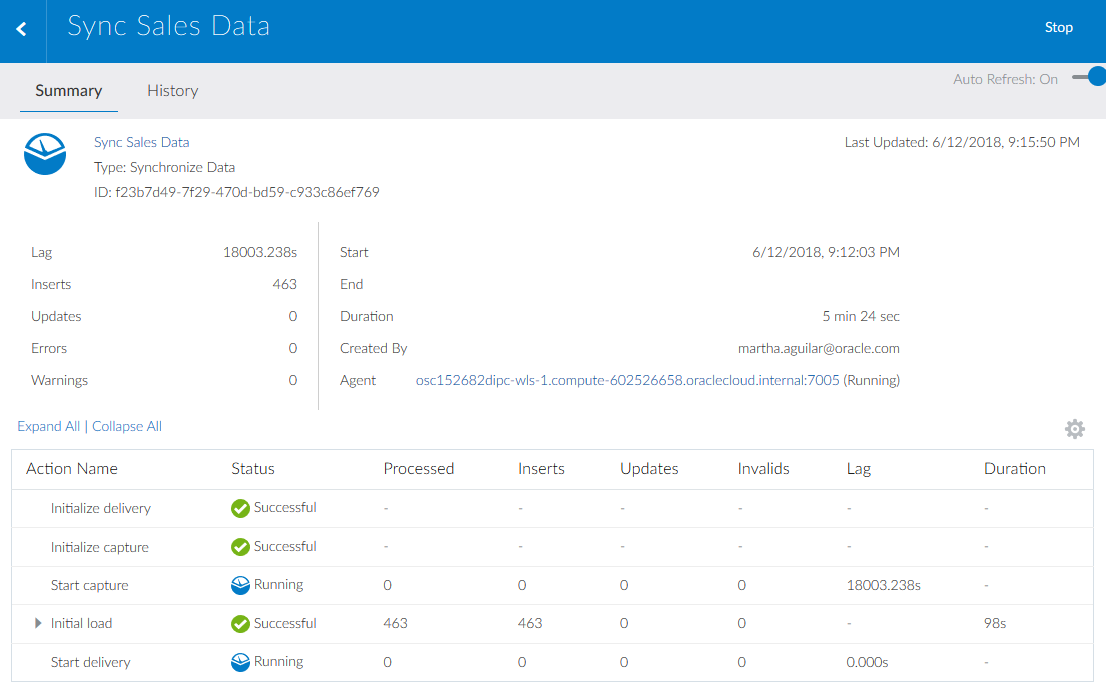 Sync Sales Data
Stop
Summary History
Auto Refresh: On
Sync Sales Data
Last Updated: 6/12/2018, 9:15:50 PM
Type: Synchronize Data
ID: f23b7d49-7f29-470d-bd59-c933c86ef769
Lag 18003.238s Start 6/12/2018, 9:12:03 PM
Inserts 463 End
Updates 0 Duration 5 min 24 sec
Errors 0 Created By martha.aguilar@oracle.com
Warnings 0 Agent osc152682dipc-wls-1.compute-602526658.oraclecloud.internal:7005 (Running)
Expand All | Collapse All
Action Name Status Processed Inserts Updates Invalids Lag Duration
Initialize delivery Successful - - - - - -
Initialize capture Successful - - - - - -
Start capture Running 0 0 0 0 18003.238s -
Initial load Successful 463 463 0 0 - 98s
Start delivery Running 0 0 0 0 0.000s -